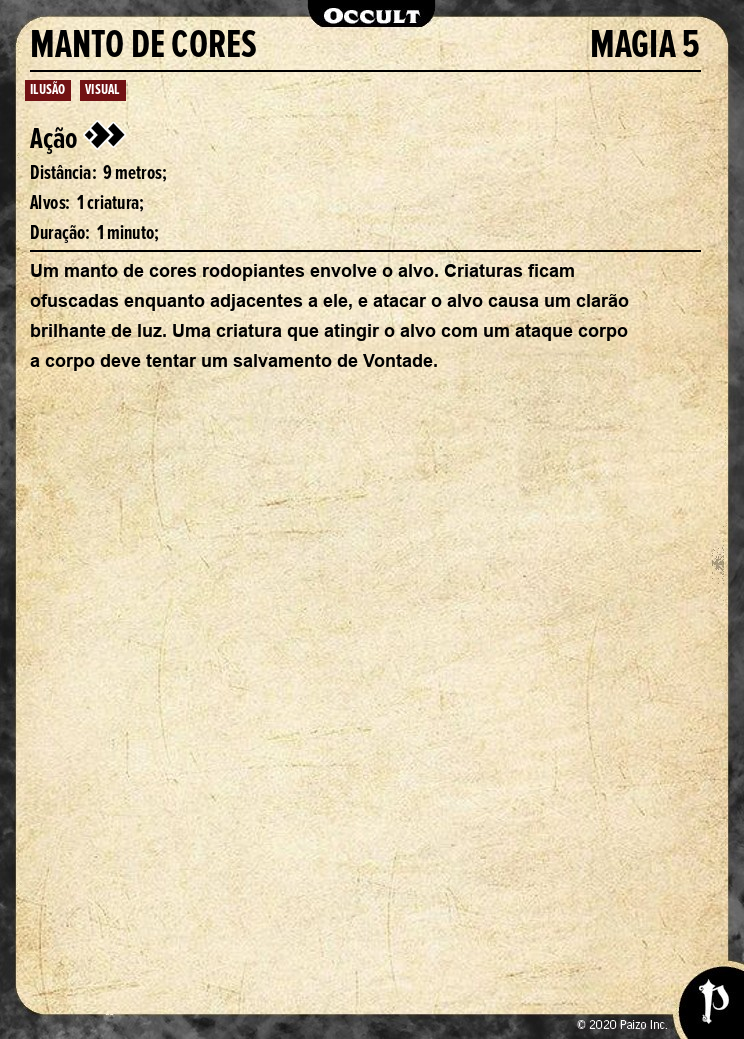 Occult
MANTO DE CORES MAGIA 5
ILUSÃO VISUAL
Ação
Distância: 9 metros;
Alvos: 1 criatura;
Duração: 1 minuto;
Um manto de cores rodopiantes envolve o alvo. Criaturas ficam
ofuscadas enquanto adjacentes a ele, e atacar o alvo causa um clarão
brilhante de luz. Uma criatura que atingir o alvo com um ataque corpo
a corpo deve tentar um salvamento de Vontade.
© 2020 Paizo Inc.
P